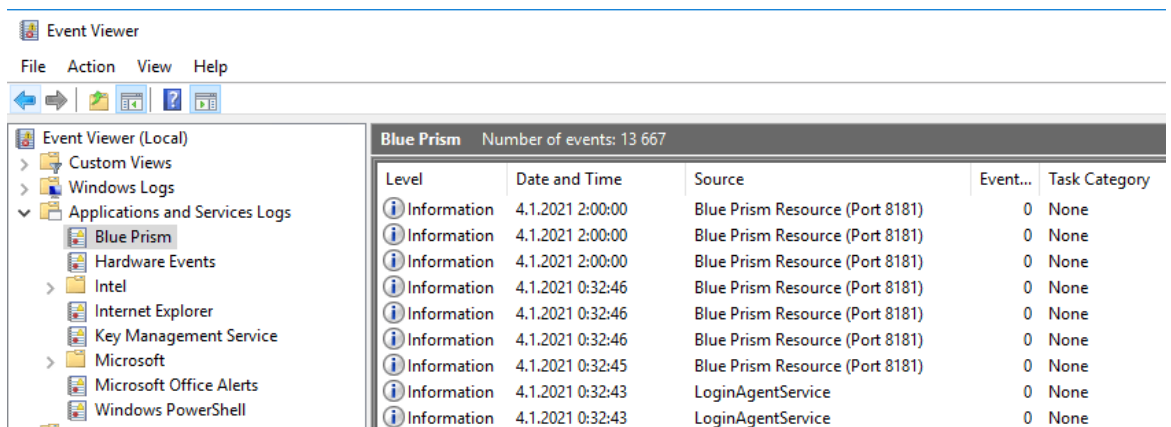 Event Viewer
File Action View Help
Event Viewer (Local)
Custom Views
Windows Logs
Applications and Services Logs
Blue Prism
Hardware Events
Intel
Internet Explorer
Key Management Service
Microsoft
Microsoft Office Alerts
Windows PowerShell
Blue Prism Number of events: 13 667
Level Date and Time Source Event... Task Category
Information 4.1.2021 2:00:00 Blue Prism Resource (Port 8181) 0 None
Information 4.1.2021 2:00:00 Blue Prism Resource (Port 8181) 0 None
Information 4.1.2021 2:00:00 Blue Prism Resource (Port 8181) 0 None
Information 4.1.2021 0:32:46 Blue Prism Resource (Port 8181) 0 None
Information 4.1.2021 0:32:46 Blue Prism Resource (Port 8181) 0 None
Information 4.1.2021 0:32:46 Blue Prism Resource (Port 8181) 0 None
Information 4.1.2021 0:32:45 Blue Prism Resource (Port 8181) 0 None
Information 4.1.2021 0:32:43 LoginAgentService 0 None
Information 4.1.2021 0:32:43 LoginAgentService 0 None